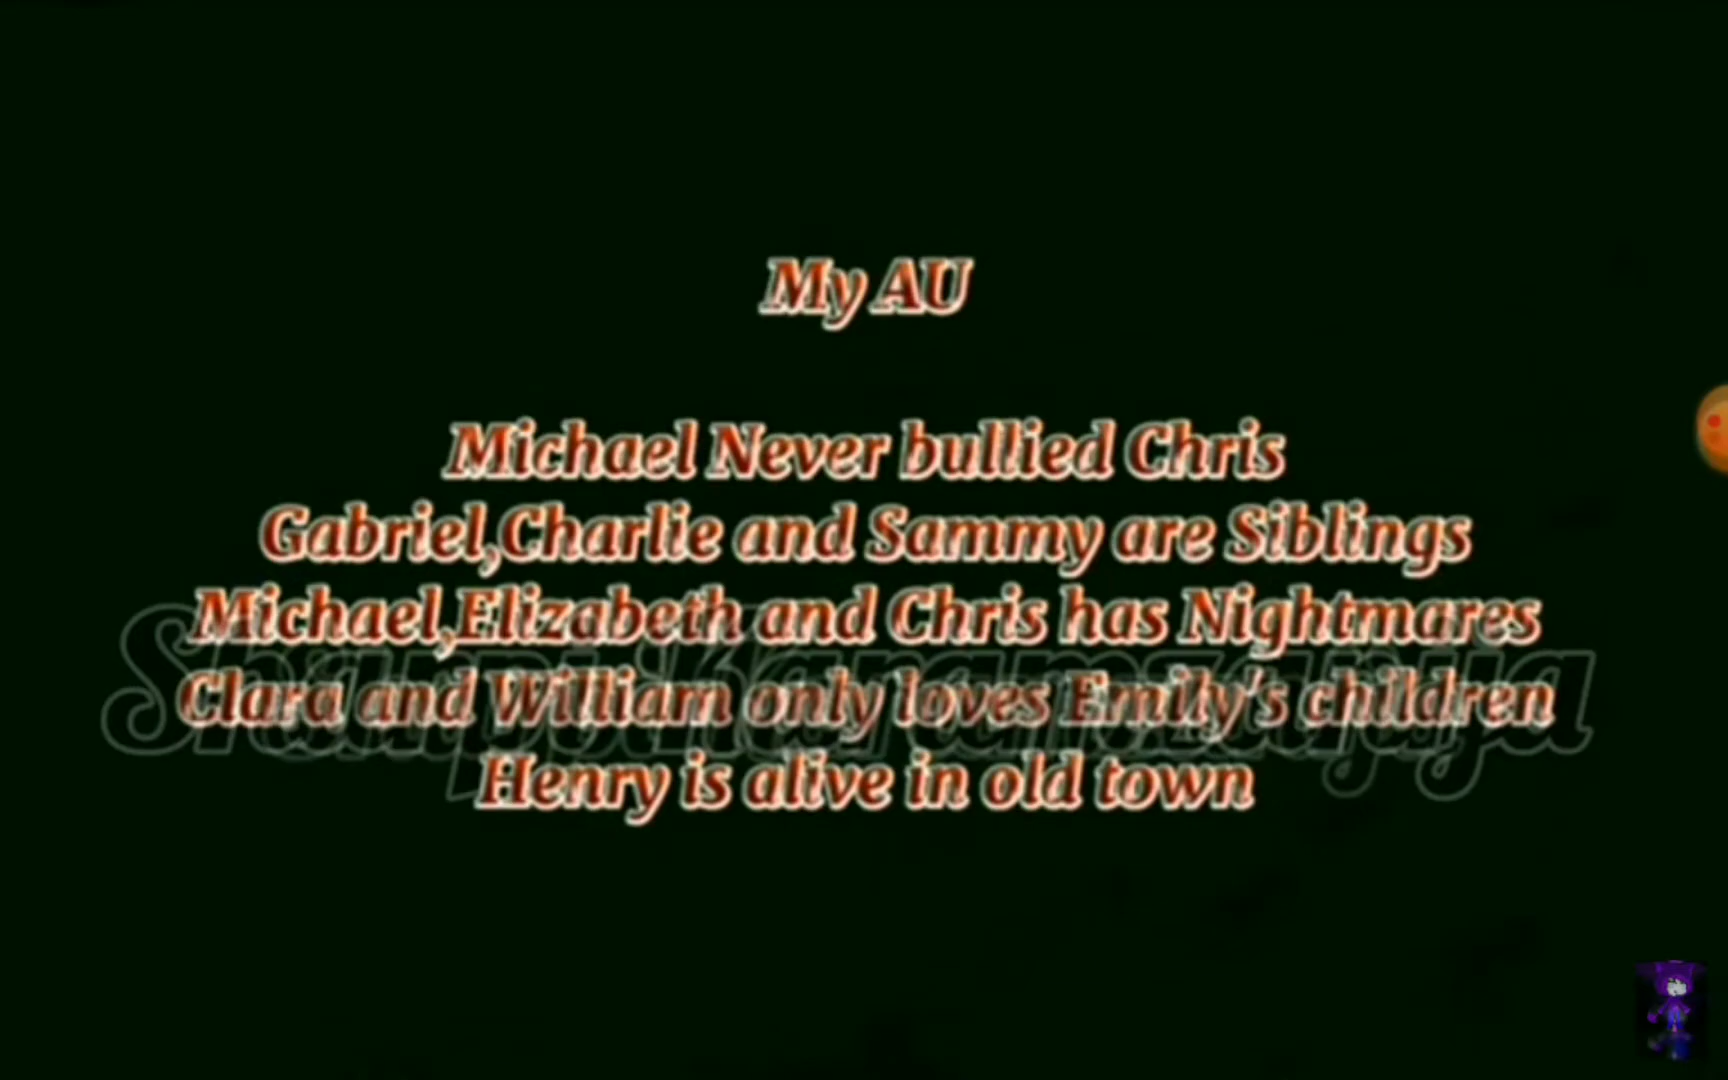 My AU
Michael Never bullied Chris
Gabriel,Charlie and Sammy are Siblings
Michael,Elizabeth and Chris has Nightmares
Clara and William only loves Emily's children
Henry is alive in old town